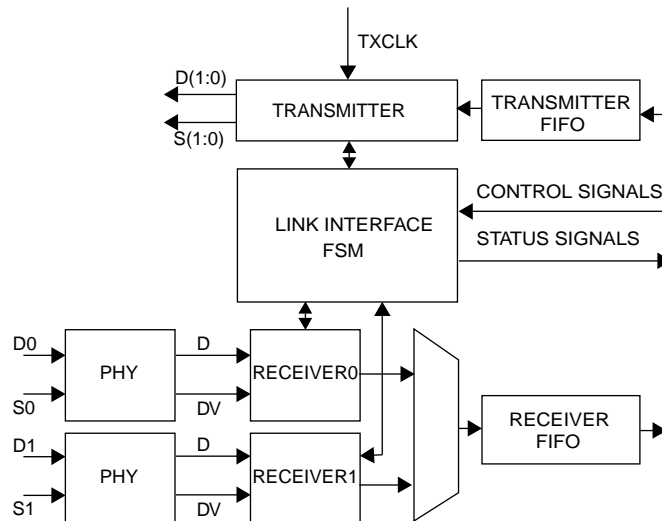 TXCLK
D(1:0)
S(1:0)
TRANSMITTER
TRANSMITTER
FIFO
LINK INTERFACE
FSM
CONTROL SIGNALS
STATUS SIGNALS
D0
S0
PHY
D
DV
RECEIVER0
D1
S1
PHY
D
DV
RECEIVER1
RECEIVER
FIFO